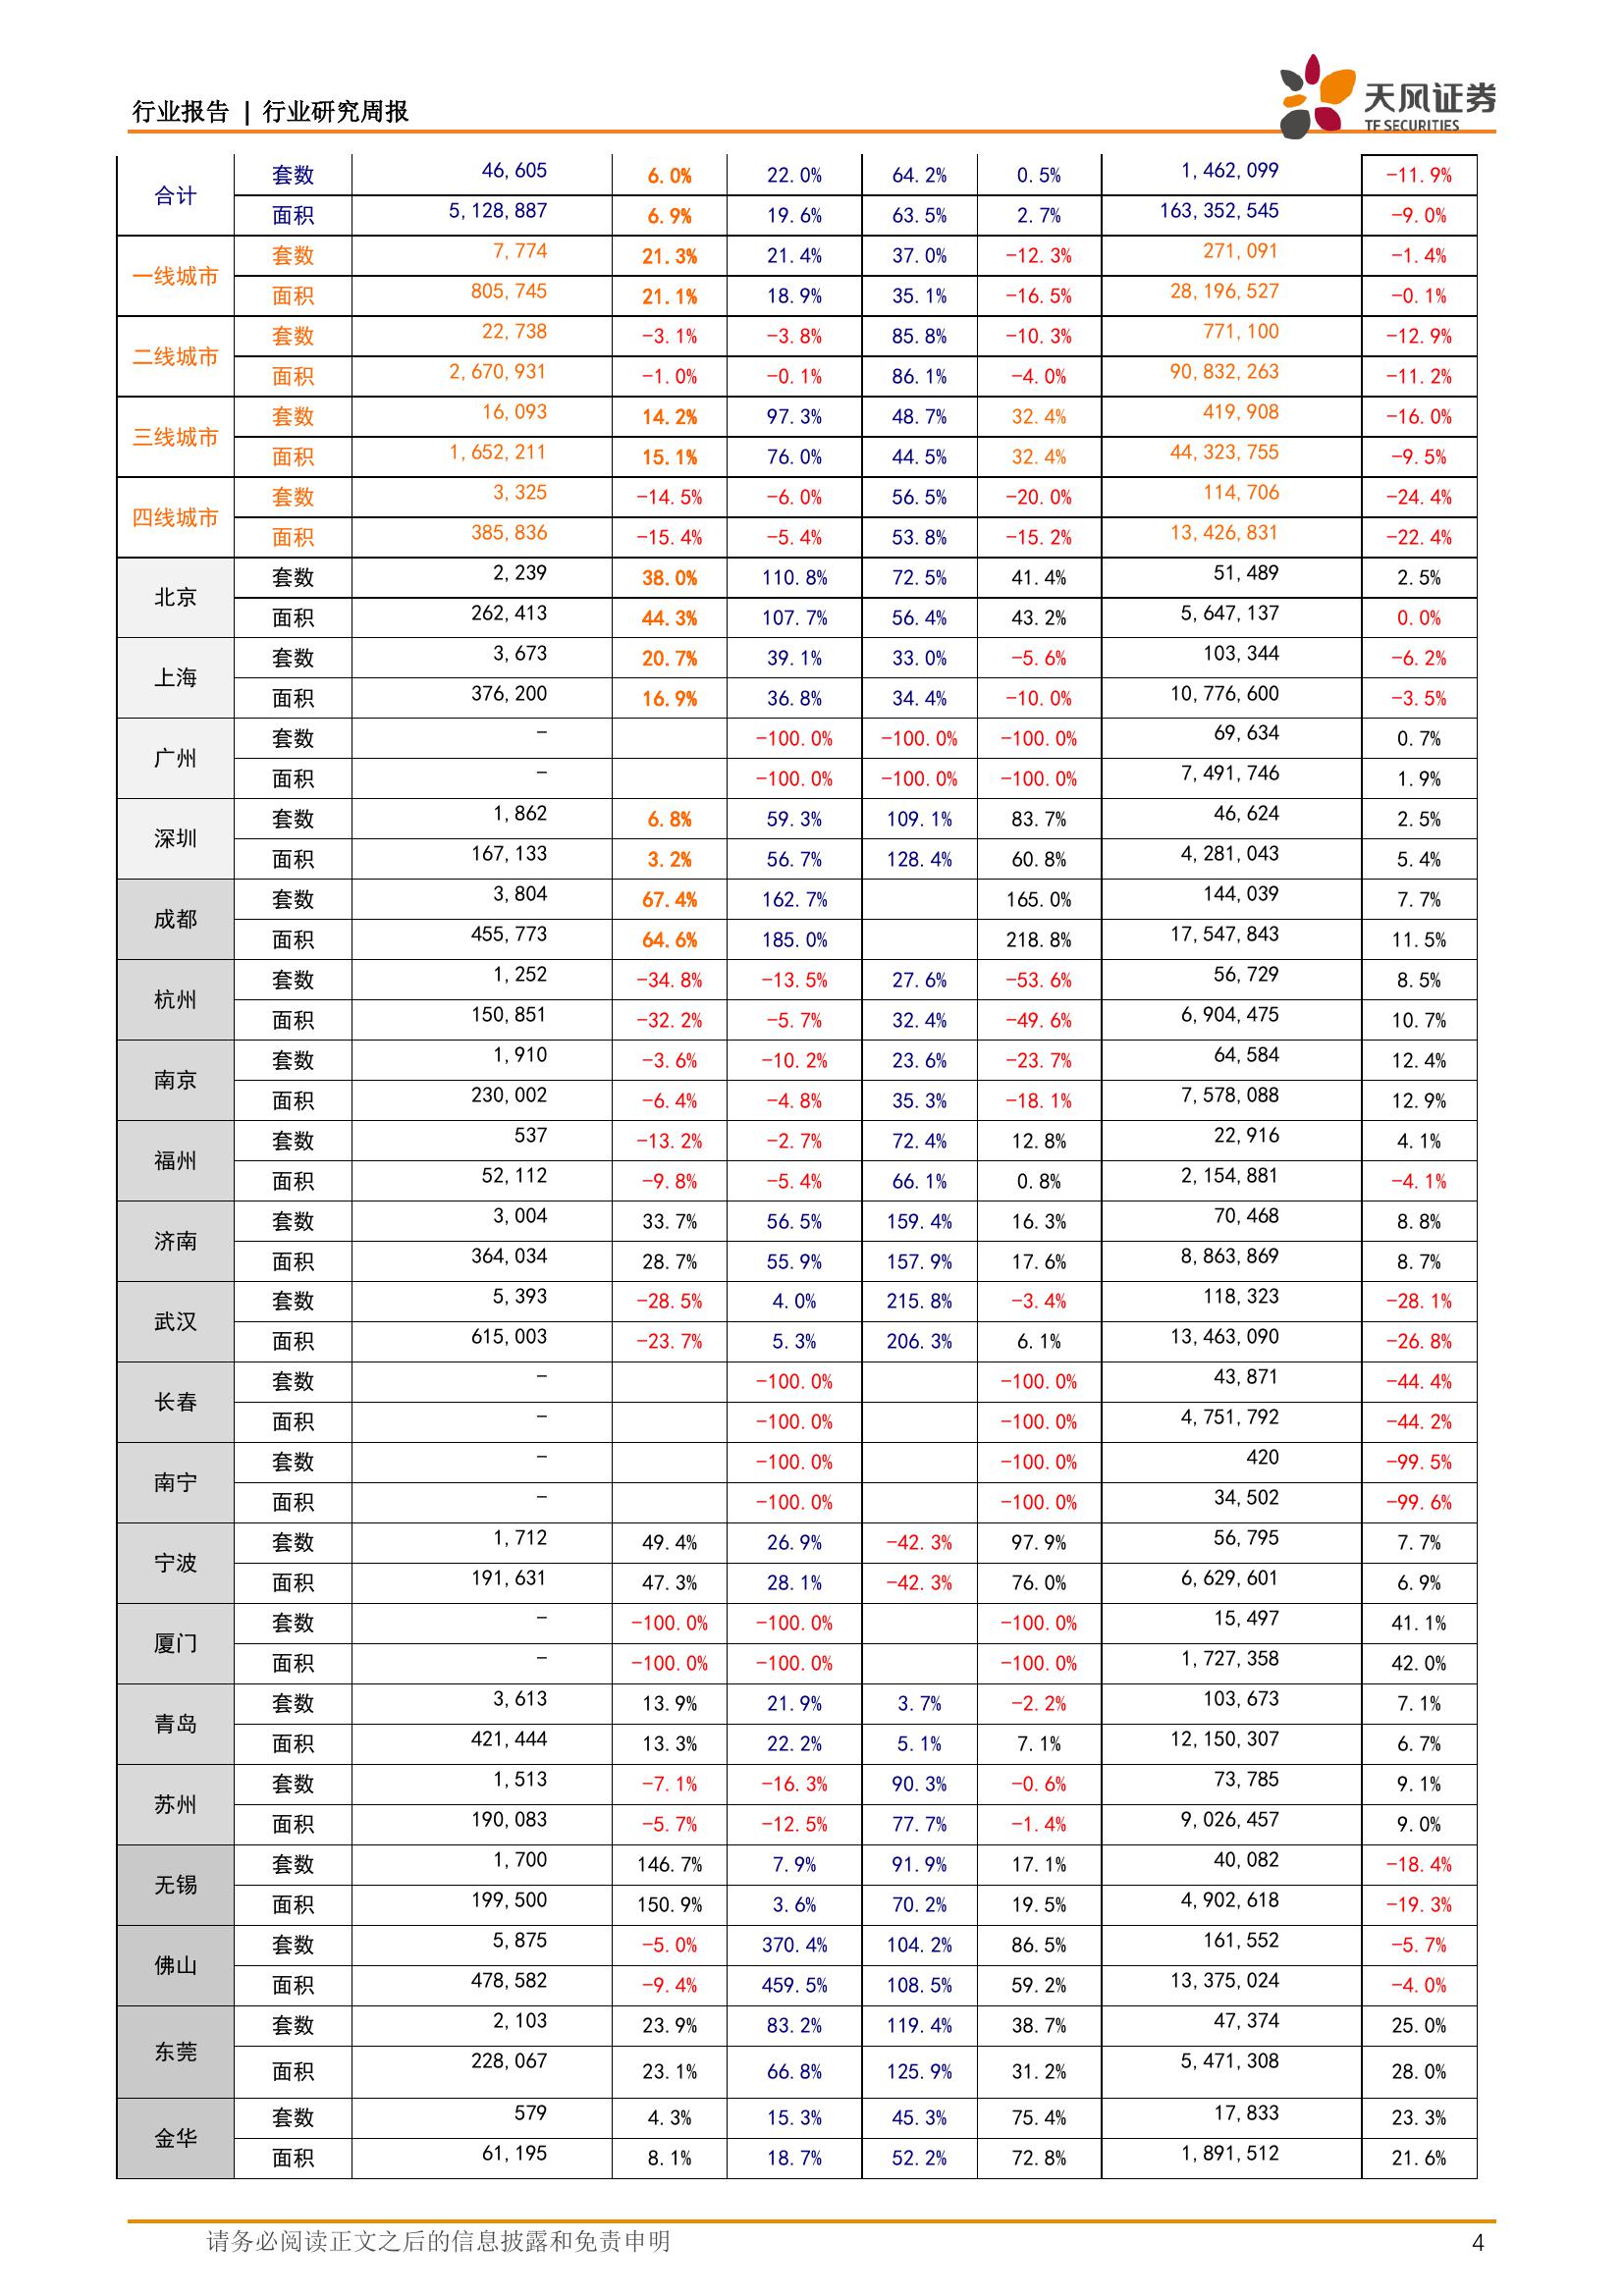 行业报告 | 行业研究周报
天风证券
TF SECURITIES
合计 套数 46,605 6.0% 22.0% 64.2% 0.5% 1,462,099 -11.9%
面积 5,128,887 6.9% 19.6% 63.5% 2.7% 163,352,545 -9.0%
一线城市 套数 7,774 21.3% 21.4% 37.0% -12.3% 271,091 -1.4%
面积 805,745 21.1% 18.9% 35.1% -16.5% 28,196,527 -0.1%
二线城市 套数 22,738 -3.1% -3.8% 85.8% -10.3% 771,100 -12.9%
面积 2,670,931 -1.0% -0.1% 86.1% -4.0% 90,832,263 -11.2%
三线城市 套数 16,093 14.2% 97.3% 48.7% 32.4% 419,908 -16.0%
面积 1,652,211 15.1% 76.0% 44.5% 32.4% 44,323,755 -9.5%
四线城市 套数 3,325 -14.5% -6.0% 56.5% -20.0% 114,706 -24.4%
面积 385,836 -15.4% -5.4% 53.8% -15.2% 13,426,831 -22.4%
北京 套数 2,239 38.0% 110.8% 72.5% 41.4% 51,489 2.5%
面积 262,413 44.3% 107.7% 56.4% 43.2% 5,647,137 0.0%
上海 套数 3,673 20.7% 39.1% 33.0% -5.6% 103,344 -6.2%
面积 376,200 16.9% 36.8% 34.4% -10.0% 10,776,600 -3.5%
广州 套数 - -100.0% -100.0% -100.0% 69,634 0.7%
面积 - -100.0% -100.0% -100.0% 7,491,746 1.9%
深圳 套数 1,862 6.8% 59.3% 109.1% 83.7% 46,624 2.5%
面积 167,133 3.2% 56.7% 128.4% 60.8% 4,281,043 5.4%
成都 套数 3,804 67.4% 162.7% 165.0% 144,039 7.7%
面积 455,773 64.6% 185.0% 218.8% 17,547,843 11.5%
杭州 套数 1,252 -34.8% -13.5% 27.6% -53.6% 56,729 8.5%
面积 150,851 -32.2% -5.7% 32.4% -49.6% 6,904,475 10.7%
南京 套数 1,910 -3.6% -10.2% 23.6% -23.7% 64,584 12.4%
面积 230,002 -6.4% -4.8% 35.3% -18.1% 7,578,088 12.9%
福州 套数 537 -13.2% -2.7% 72.4% 12.8% 22,916 4.1%
面积 52,112 -9.8% -5.4% 66.1% 0.8% 2,154,881 -4.1%
济南 套数 3,004 33.7% 56.5% 159.4% 16.3% 70,468 8.8%
面积 364,034 28.7% 55.9% 157.9% 17.6% 8,863,869 8.7%
武汉 套数 5,393 -28.5% 4.0% 215.8% -3.4% 118,323 -28.1%
面积 615,003 -23.7% 5.3% 206.3% 6.1% 13,463,090 -26.8%
长春 套数 - -100.0% -100.0% 43,871 -44.4%
面积 - -100.0% -100.0% 4,751,792 -44.2%
南宁 套数 - -100.0% -100.0% 420 -99.5%
面积 - -100.0% -100.0% 34,502 -99.6%
宁波 套数 1,712 49.4% 26.9% -42.3% 97.9% 56,795 7.7%
面积 191,631 47.3% 28.1% -42.3% 76.0% 6,629,601 6.9%
厦门 套数 - -100.0% -100.0% -100.0% 15,497 41.1%
面积 - -100.0% -100.0% -100.0% 1,727,358 42.0%
青岛 套数 3,613 13.9% 21.9% 3.7% -2.2% 103,673 7.1%
面积 421,444 13.3% 22.2% 5.1% 7.1% 12,150,307 6.7%
苏州 套数 1,513 -7.1% -16.3% 90.3% -0.6% 73,785 9.1%
面积 190,083 -5.7% -12.5% 77.7% -1.4% 9,026,457 9.0%
无锡 套数 1,700 146.7% 7.9% 91.9% 17.1% 40,082 -18.4%
面积 199,500 150.9% 3.6% 70.2% 19.5% 4,902,618 -19.3%
佛山 套数 5,875 -5.0% 370.4% 104.2% 86.5% 161,552 -5.7%
面积 478,582 -9.4% 459.5% 108.5% 59.2% 13,375,024 -4.0%
东莞 套数 2,103 23.9% 83.2% 119.4% 38.7% 47,374 25.0%
面积 228,067 23.1% 66.8% 125.9% 31.2% 5,471,308 28.0%
金华 套数 579 4.3% 15.3% 45.3% 75.4% 17,833 23.3%
面积 61,195 8.1% 18.7% 52.2% 72.8% 1,891,512 21.6%
请务必阅读正文之后的信息披露和免责申明 4